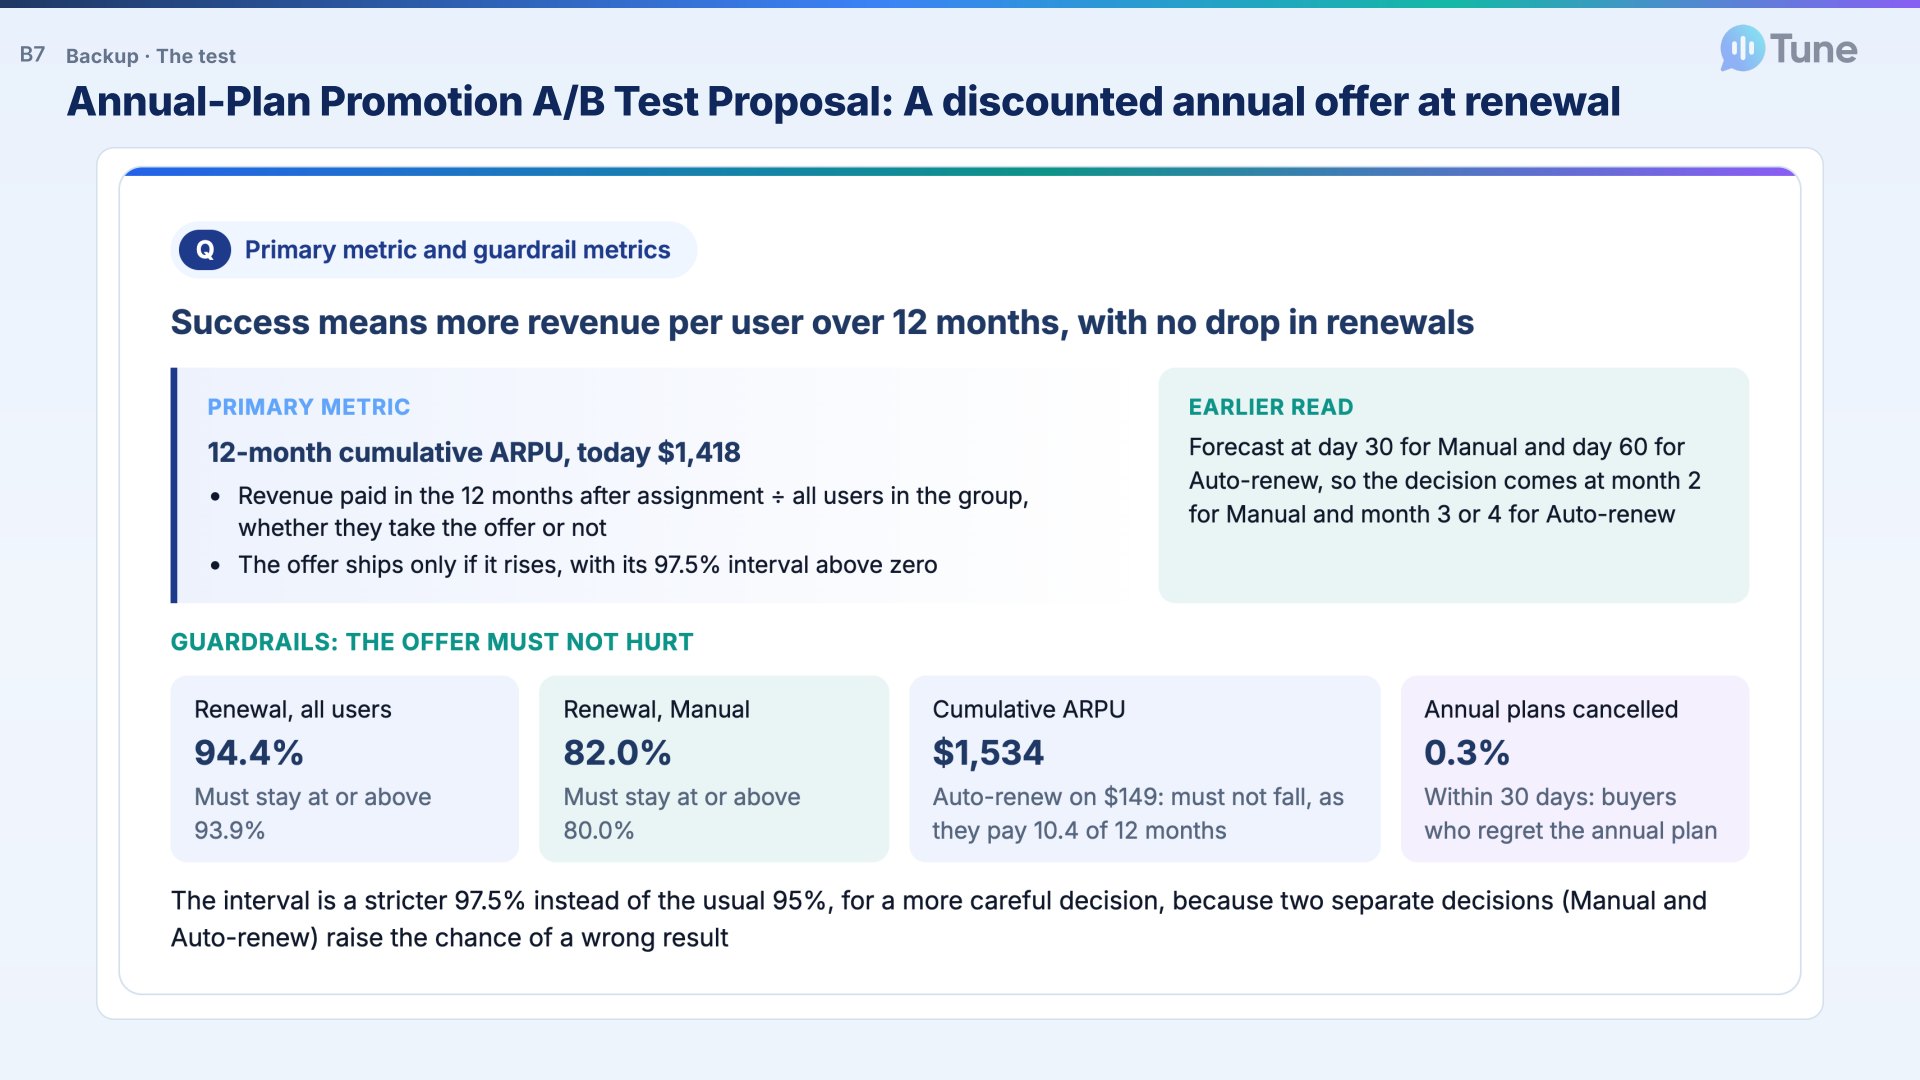 B7 Backup · The test
Tune
Annual-Plan Promotion A/B Test Proposal: A discounted annual offer at renewal
Q Primary metric and guardrail metrics
Success means more revenue per user over 12 months, with no drop in renewals
PRIMARY METRIC
12-month cumulative ARPU, today $1,418
• Revenue paid in the 12 months after assignment ÷ all users in the group,
whether they take the offer or not
• The offer ships only if it rises, with its 97.5% interval above zero
EARLIER READ
Forecast at day 30 for Manual and day 60 for
Auto-renew, so the decision comes at month 2
for Manual and month 3 or 4 for Auto-renew
GUARDRAILS: THE OFFER MUST NOT HURT
Renewal, all users
94.4%
Must stay at or above
93.9%
Renewal, Manual
82.0%
Must stay at or above
80.0%
Cumulative ARPU
$1,534
Auto-renew on $149: must not fall, as
they pay 10.4 of 12 months
Annual plans cancelled
0.3%
Within 30 days: buyers
who regret the annual plan
The interval is a stricter 97.5% instead of the usual 95%, for a more careful decision, because two separate decisions (Manual and
Auto-renew) raise the chance of a wrong result